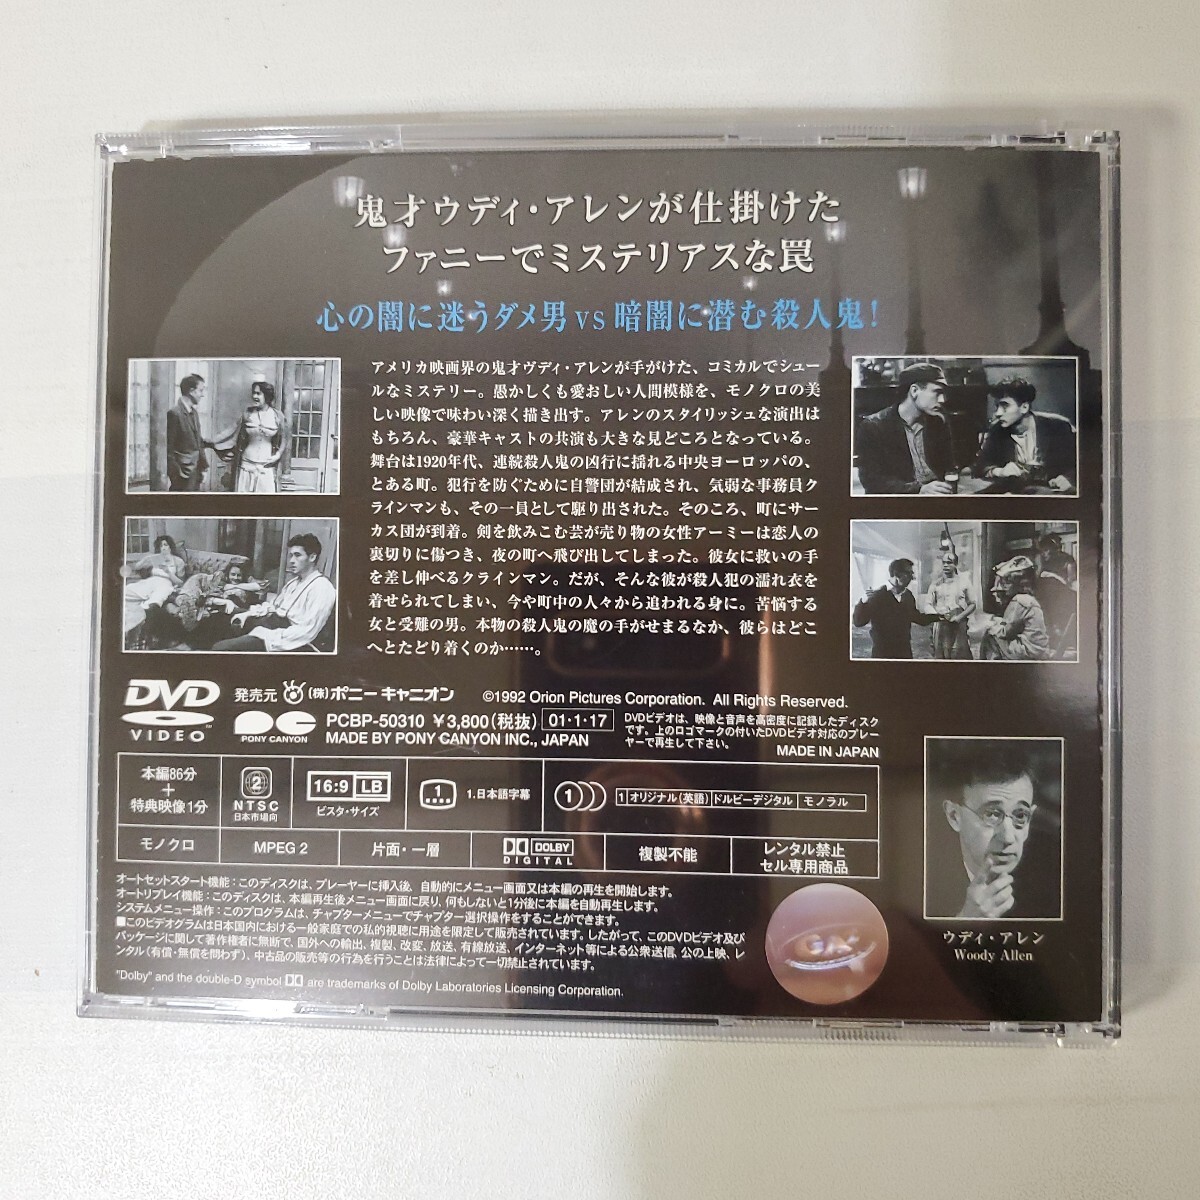 鬼才ウディ・アレンが仕掛けた
ファニーでミステリアスな罠
心の闇に迷うダメ男vs暗闇に潜む殺人鬼!
アメリカ映画界の鬼才ヴディ・アレンが手がけた、コミカルでシュー
ルなミステリー。愚かしくも愛おしい人間模様を、モノクロの美
しい映像で味わい深く描き出す。アレンのスタイリッシュな演出は
もちろん、豪華キャストの共演も大きな見どころとなっている。
舞台は1920年代、連続殺人鬼の凶行に揺れる中央ヨーロッパの、
とある町。犯行を防ぐために自警団が結成され、気弱な事務員ク
ラインマンも、その一員として駆り出された。そのころ、町にサー
カス団が到着。剣を飲みこむ芸が売り物の女性アーミーは恋人の
裏切りに傷つき、夜の町へ飛び出してしまった。彼女に救いの手
を差し伸べるクラインマン。だが、そんな彼が殺人犯の濡れ衣を
着せられてしまい、今や町中の人々から追われる身に。苦悩する
女と受難の男。本物の殺人鬼の魔の手がせまるなか、彼らはどこ
へとたどり着くのか……。
DVD
VIDEO
発売元 (株)ポニーキャニオン ©1992 Orion Pictures Corporation. All Rights Reserved.
PONY CANYON
PCBP-50310 ¥3,800(税抜) 01・1・17
MADE BY PONY CANYON INC., JAPAN
DVDビデオは、映像と音声を高密度に記録したディスク
です。上のロゴマークの付いたDVDビデオ対応のプレー
ヤーで再生して下さい。
MADE IN JAPAN
本編86分
+
特典映像1分
2
NTSC
日本市場向
16:9 LB
ビスタ・サイズ
1
1.日本語字幕
1
1 オリジナル(英語) ドルビーデジタル モノラル
モノクロ
MPEG 2
片面・一層
DOLBY
DIGITAL
複製不能
レンタル禁止
セル専用商品
オートセットスタート機能:このディスクは、プレーヤーに挿入後、自動的にメニュー画面又は本編の再生を開始します。
オートリプレイ機能:このディスクは、本編再生後メニュー画面に戻り、何もしないと1分後に本編を自動再生します。
システムメニュー操作:このプログラムは、チャプターメニューでチャプター選択操作をすることができます。
■このビデオグラムは日本国内における一般家庭での私的視聴に用途を限定して販売されています。したがって、このDVDビデオ及び
パッケージに関して著作権者に無断で、国外への輸出、複製、改変、放送、有線放送、インターネット等による公衆送信、公の上映、レ
ンタル(有償・無償を問わず)、中古品の販売等の行為を行うことは法律によって一切禁止されています。
"Dolby" and the double-D symbol are trademarks of Dolby Laboratories Licensing Corporation.
ウディ・アレン
Woody Allen